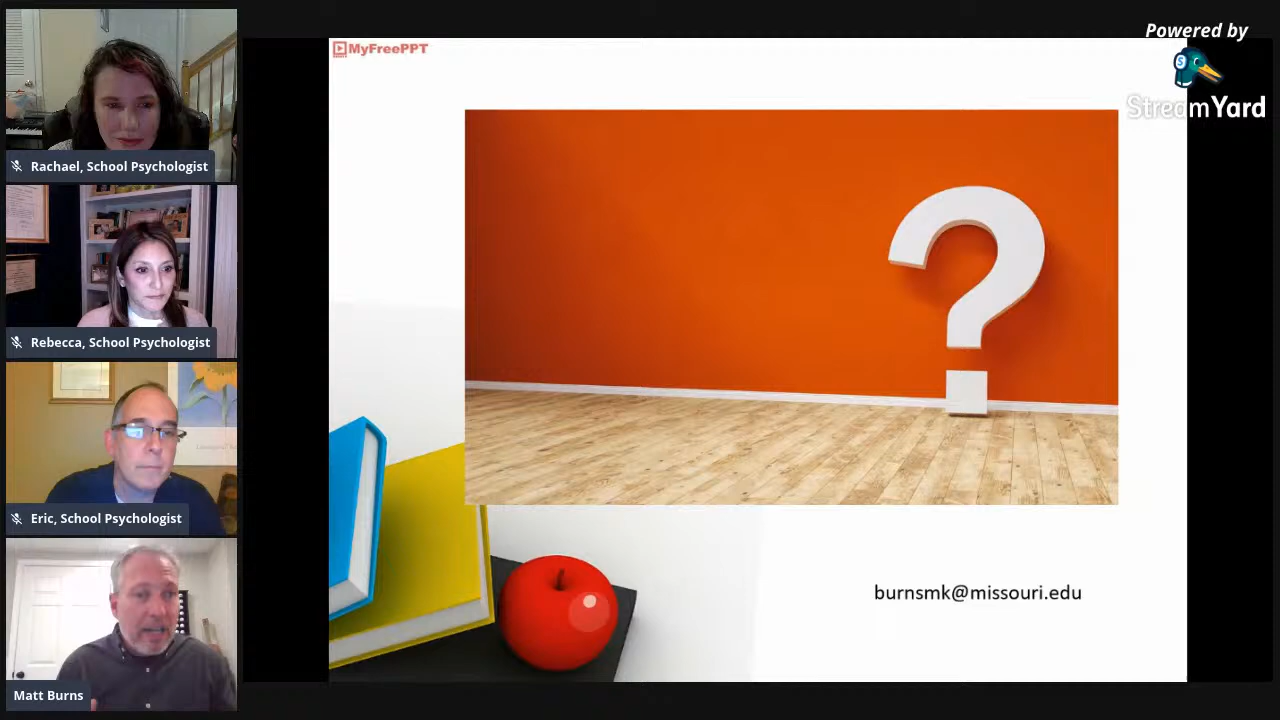 Rachael, School Psychologist
Rebecca, School Psychologist
Eric, School Psychologist
Matt Burns
MyFreePPT
burnsmk@missouri.edu
Powered by
StreamYard